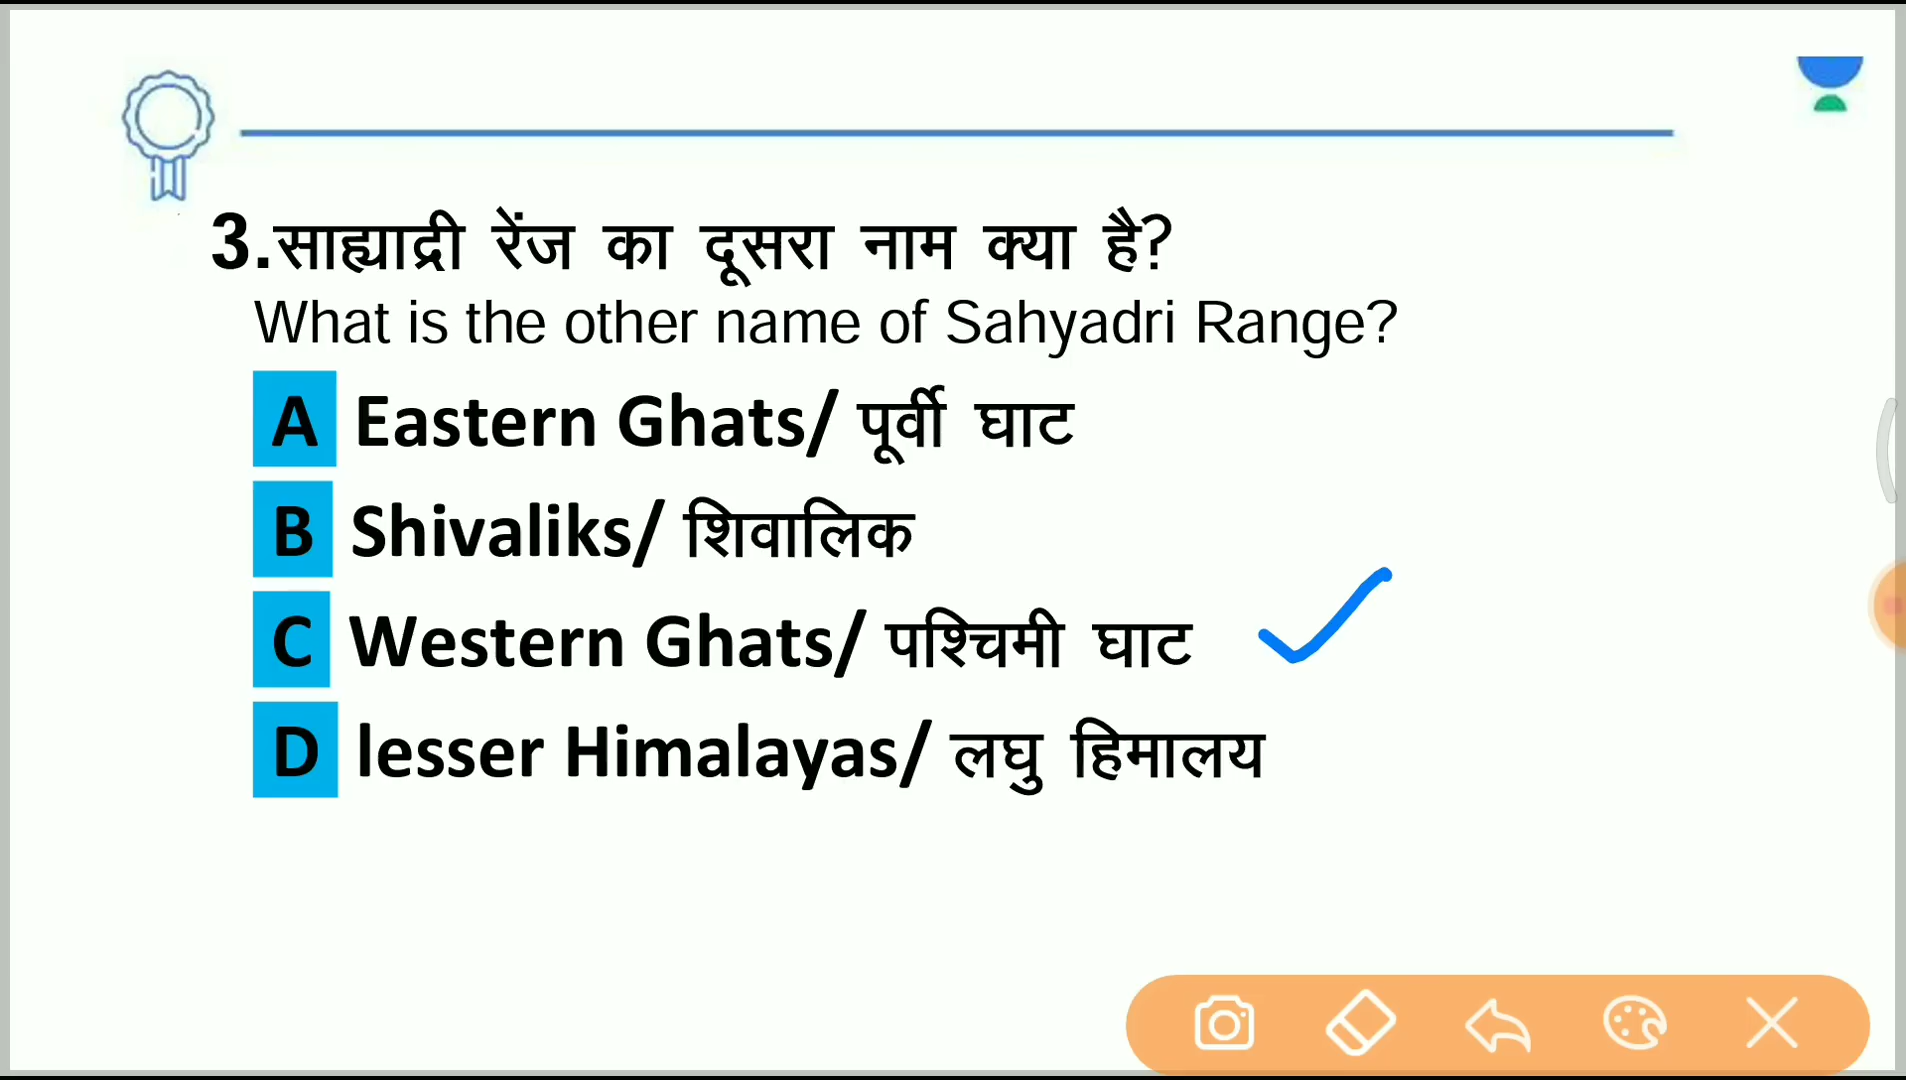 3.साह्याद्री रेंज का दूसरा नाम क्या है?
What is the other name of Sahyadri Range?
A Eastern Ghats/ पूर्वी घाट
B Shivaliks/ शिवालिक
C Western Ghats/ पश्चिमी घाट
D lesser Himalayas/ लघु हिमालय